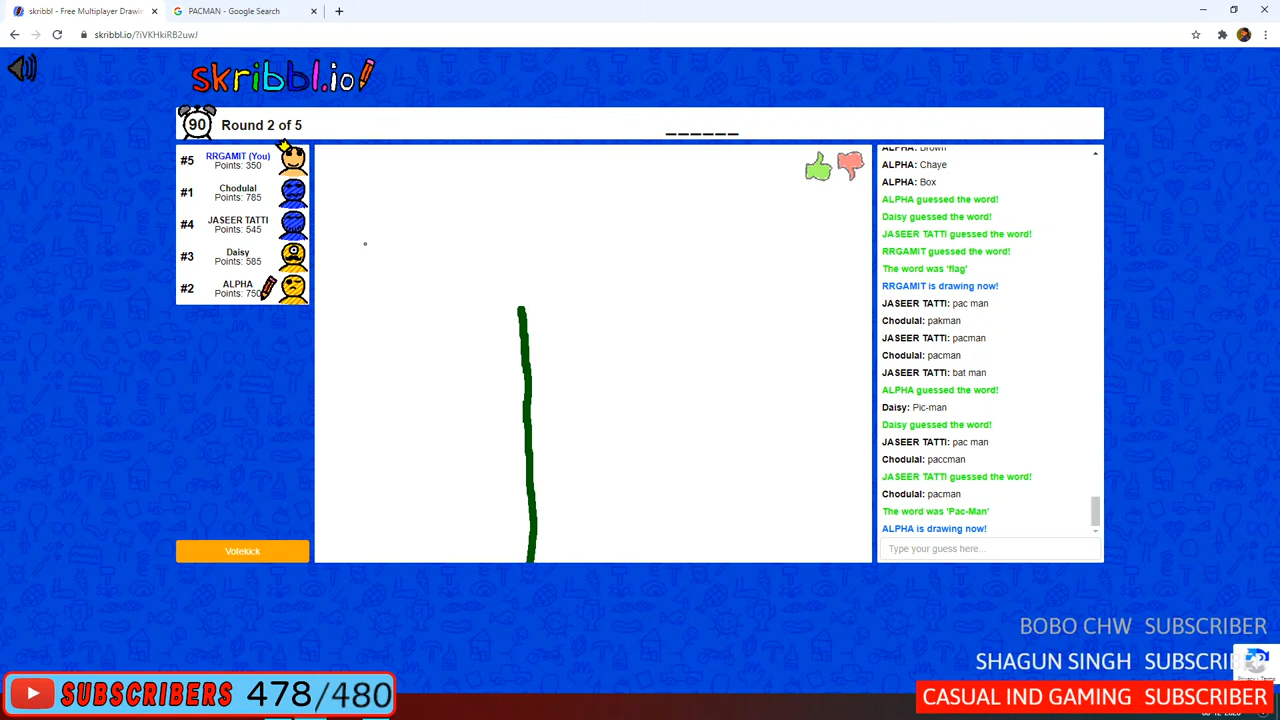 skribbl - Free Multiplayer Drawin
PACMAN - Google Search
skribbl.io/?iVKHkiRB2uwJ
skribbl.io
90
Round 2 of 5
______
#5 RRGAMIT (You)
Points: 350
#1 Chodulal
Points: 785
#4 JASEER TATTI
Points: 545
#3 Daisy
Points: 585
#2 ALPHA
Points: 750
Votekick
ALPHA: Brown
ALPHA: Chaye
ALPHA: Box
ALPHA guessed the word!
Daisy guessed the word!
JASEER TATTI guessed the word!
RRGAMIT guessed the word!
The word was 'flag'
RRGAMIT is drawing now!
JASEER TATTI: pac man
Chodulal: pakman
JASEER TATTI: pacman
Chodulal: pacman
JASEER TATTI: bat man
ALPHA guessed the word!
Daisy: Pic-man
Daisy guessed the word!
JASEER TATTI: pac man
Chodulal: paccman
JASEER TATTI guessed the word!
Chodulal: pacman
The word was 'Pac-Man'
ALPHA is drawing now!
Type your guess here...
BOBO CHW SUBSCRIBER
SHAGUN SINGH
CASUAL IND GAMING SUBSCRIBER
SUBSCRIBERS 478/480
Privacy - Terms